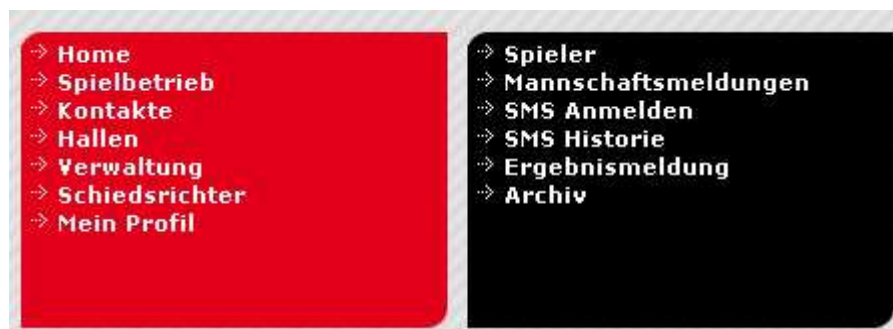 Home
Spielbetrieb
Kontakte
Hallen
Verwaltung
Schiedsrichter
Mein Profil
Spieler
Mannschaftsmeldungen
SMS Anmelden
SMS Historie
Ergebnismeldung
Archiv